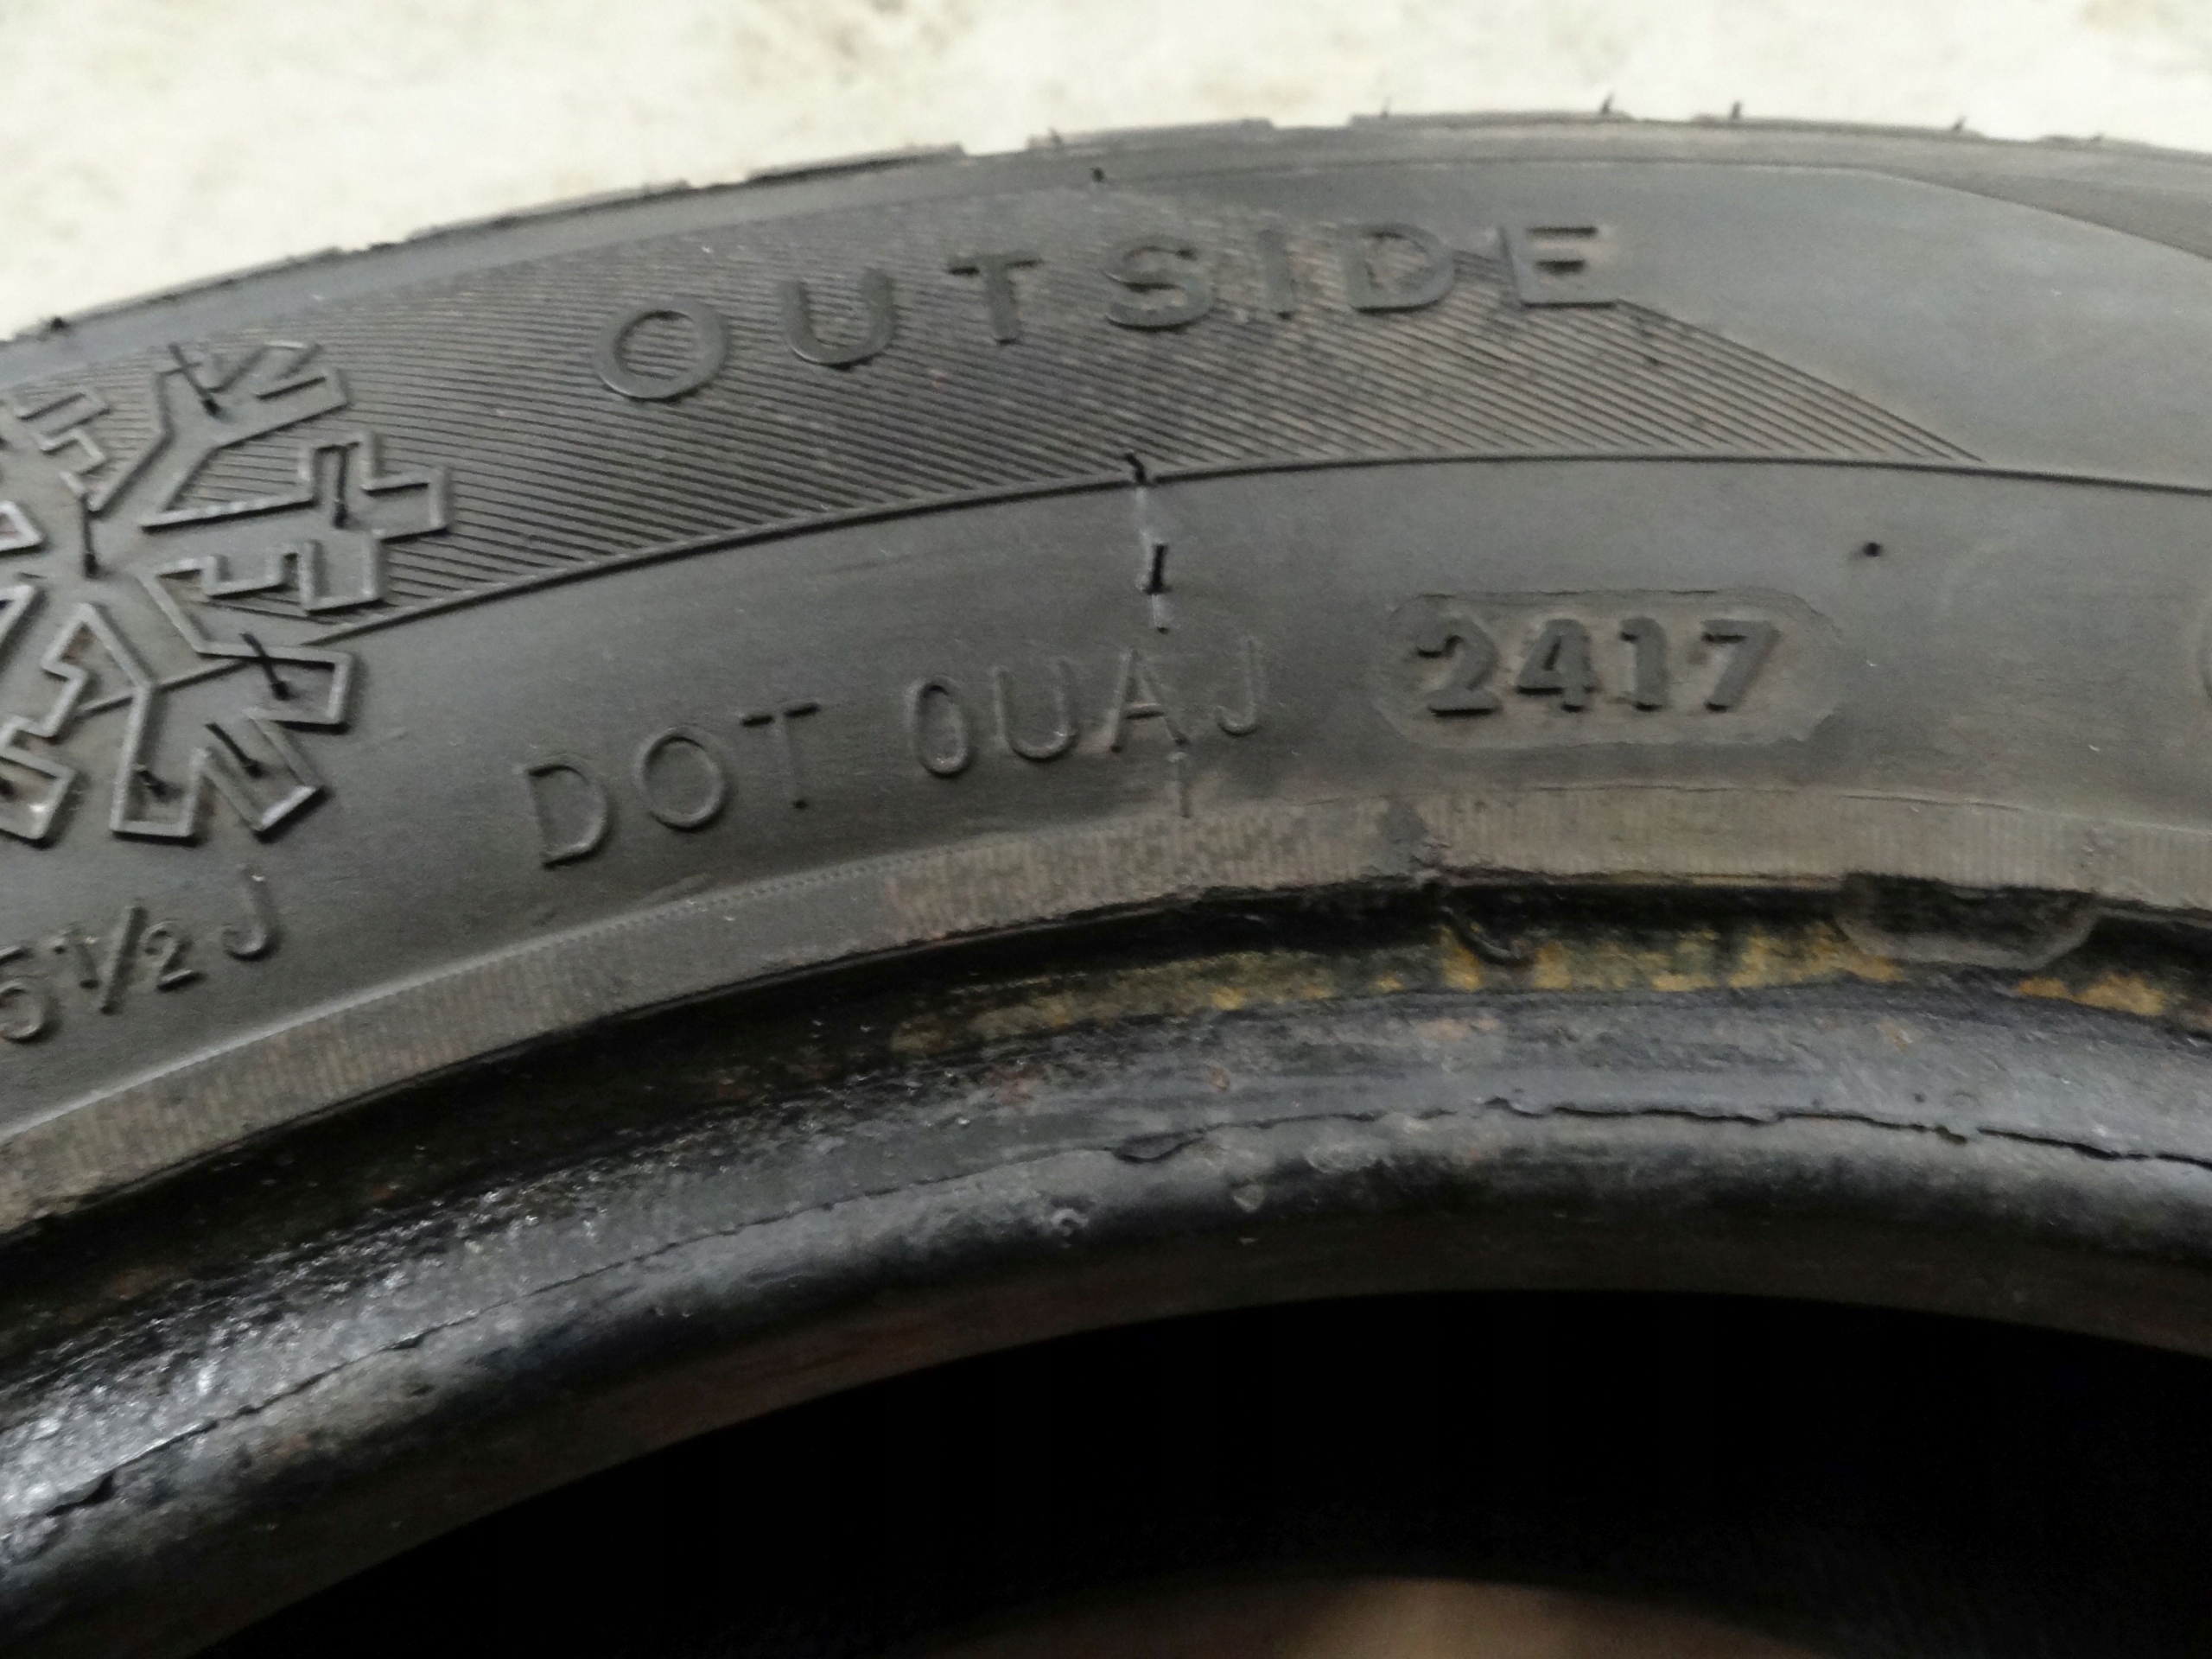 OUTSIDE
DOT 0UAJ 2417
5½J